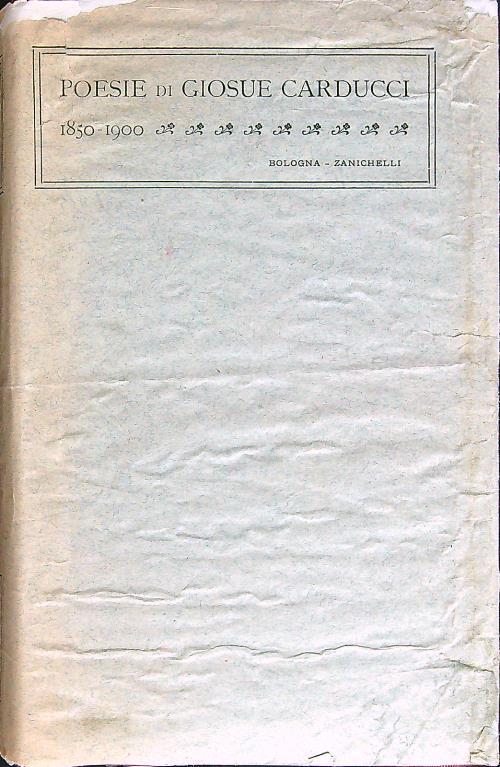 POESIE DI GIOSUE CARDUCCI
1850-1900
BOLOGNA - ZANICHELLI